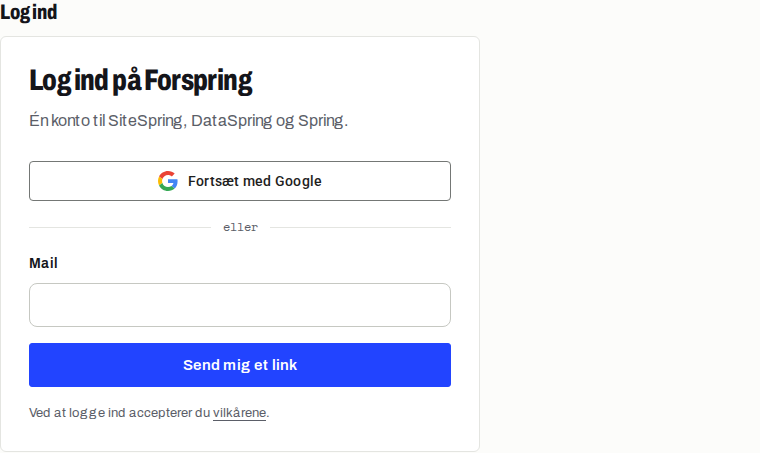 Log ind
Log ind på Forspring
Én konto til SiteSpring, DataSpring og Spring.
Fortsæt med Google
eller
Mail
Send mig et link
Ved at logge ind accepterer du vilkårene.